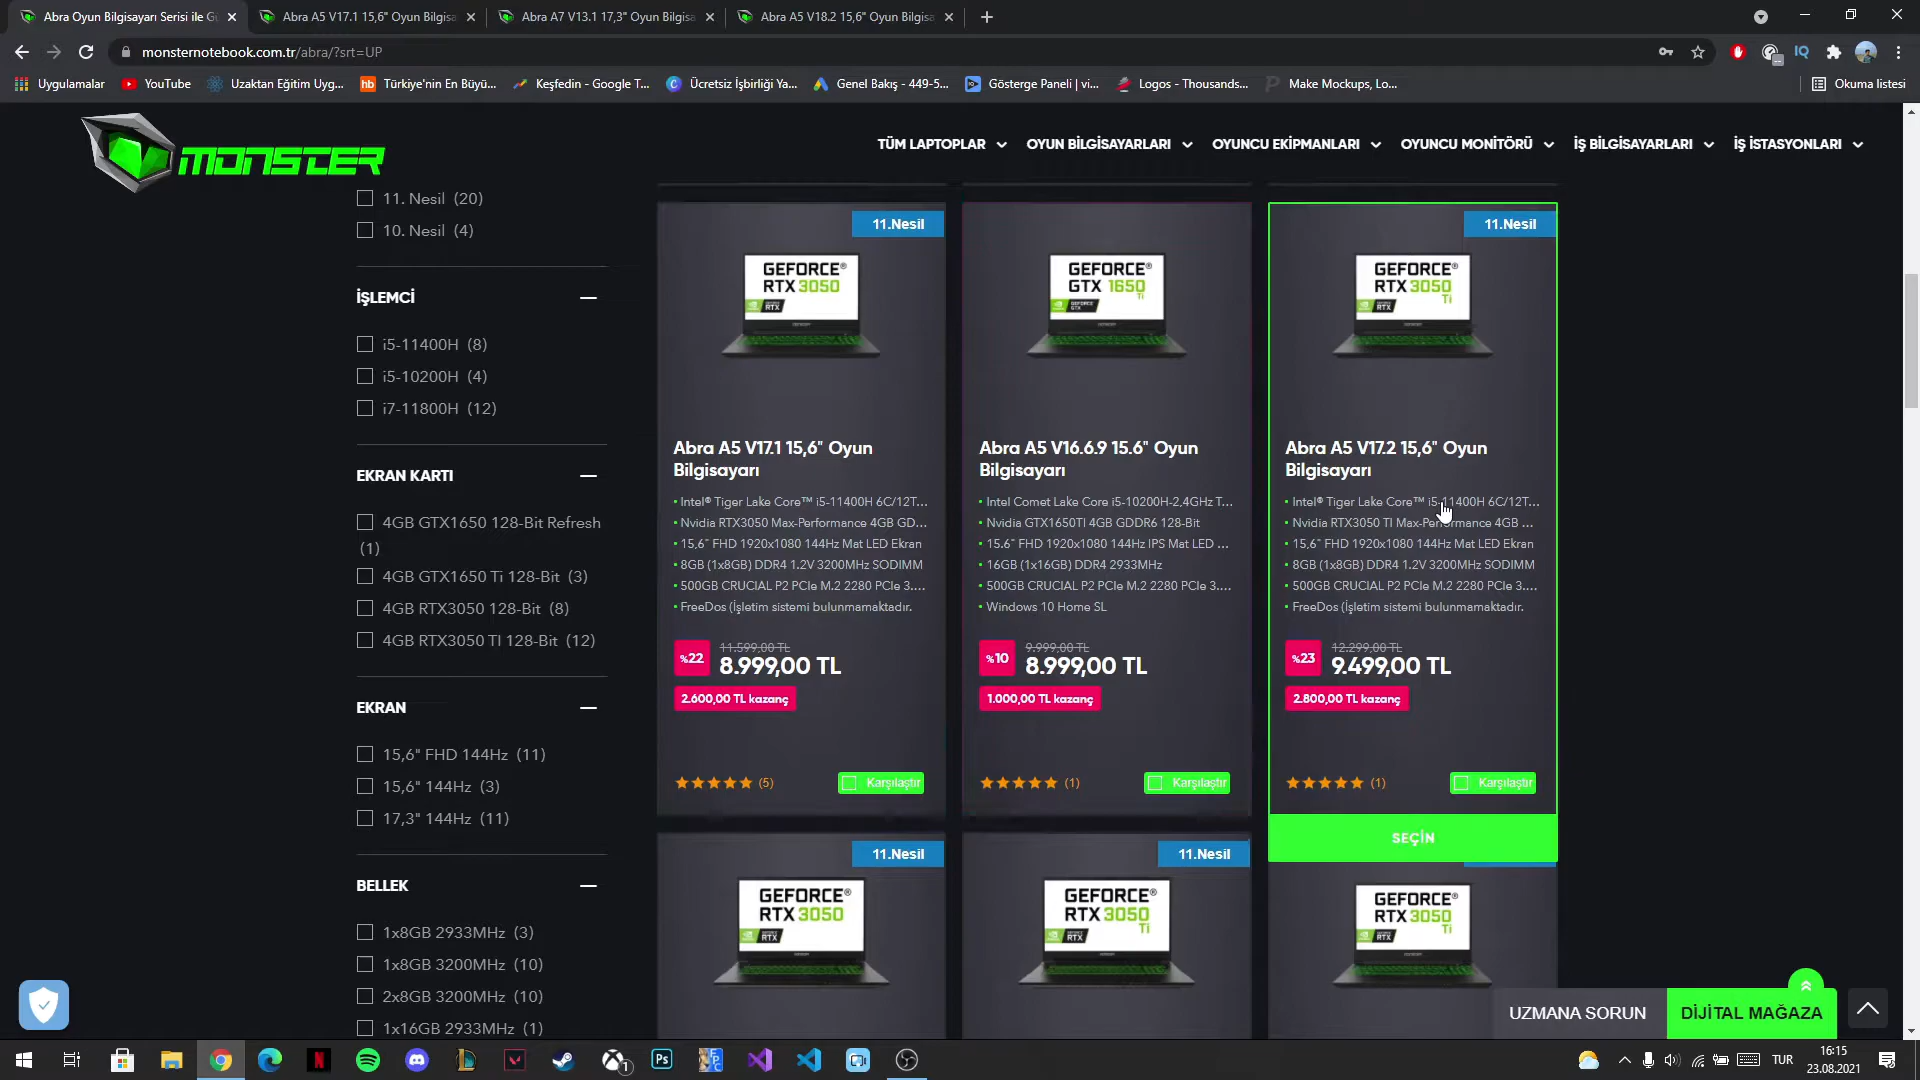 Abra Oyun Bilgisayarı Serisi ile Gü
Abra A5 V17.1 15,6" Oyun Bilgisa
Abra A7 V13.1 17,3" Oyun Bilgisa
Abra A5 V18.2 15,6" Oyun Bilgisa
monsternotebook.com.tr/abra/?srt=UP
Uygulamalar
YouTube
Uzaktan Eğitim Uyg...
hb Türkiye'nin En Büyü...
Keşfedin - Google T...
Ücretsiz İşbirliği Ya...
Genel Bakış - 449-5...
Gösterge Paneli | vi...
Logos - Thousands...
Make Mockups, Lo...
Okuma listesi
MONSTER
TÜM LAPTOPLAR
OYUN BİLGİSAYARLARI
OYUNCU EKİPMANLARI
OYUNCU MONİTÖRÜ
İŞ BİLGİSAYARLARI
İŞ İSTASYONLARI
11. Nesil (20)
10. Nesil (4)
İŞLEMCİ
i5-11400H (8)
i5-10200H (4)
i7-11800H (12)
EKRAN KARTI
4GB GTX1650 128-Bit Refresh
(1)
4GB GTX1650 Ti 128-Bit (3)
4GB RTX3050 128-Bit (8)
4GB RTX3050 TI 128-Bit (12)
EKRAN
15,6" FHD 144Hz (11)
15,6" 144Hz (3)
17,3" 144Hz (11)
BELLEK
1x8GB 2933MHz (3)
1x8GB 3200MHz (10)
2x8GB 3200MHz (10)
1x16GB 2933MHz (1)
11.Nesil
GEFORCE®
RTX 3050
Abra A5 V17.1 15,6" Oyun
Bilgisayarı
• Intel® Tiger Lake Core™ i5-11400H 6C/12T...
• Nvidia RTX3050 Max-Performance 4GB GD...
• 15,6" FHD 1920x1080 144Hz Mat LED Ekran
• 8GB (1x8GB) DDR4 1.2V 3200MHz SODIMM
• 500GB CRUCIAL P2 PCIe M.2 2280 PCIe 3....
• FreeDos (İşletim sistemi bulunmamaktadır.
%22
11.599,00 TL
8.999,00 TL
2.600,00 TL kazanç
(5)
Karşılaştır
GEFORCE®
GTX 1650
Ti
Abra A5 V16.6.9 15.6" Oyun
Bilgisayarı
• Intel Comet Lake Core i5-10200H-2,4GHz T...
• Nvidia GTX1650TI 4GB GDDR6 128-Bit
• 15.6" FHD 1920x1080 144Hz IPS Mat LED ...
• 16GB (1x16GB) DDR4 2933MHz
• 500GB CRUCIAL P2 PCIe M.2 2280 PCIe 3....
• Windows 10 Home SL
%10
9.999,00 TL
8.999,00 TL
1.000,00 TL kazanç
(1)
Karşılaştır
11.Nesil
GEFORCE®
RTX 3050
Ti
Abra A5 V17.2 15,6" Oyun
Bilgisayarı
• Intel® Tiger Lake Core™ i5-11400H 6C/12T...
• Nvidia RTX3050 TI Max-Performance 4GB ...
• 15,6" FHD 1920x1080 144Hz Mat LED Ekran
• 8GB (1x8GB) DDR4 1.2V 3200MHz SODIMM
• 500GB CRUCIAL P2 PCIe M.2 2280 PCIe 3....
• FreeDos (İşletim sistemi bulunmamaktadır.
%23
12.299,00 TL
9.499,00 TL
2.800,00 TL kazanç
(1)
Karşılaştır
SEÇİN
11.Nesil
GEFORCE®
RTX 3050
11.Nesil
GEFORCE®
RTX 3050
Ti
GEFORCE®
RTX 3050
Ti
UZMANA SORUN
DİJİTAL MAĞAZA
TUR
16:15
23.08.2021